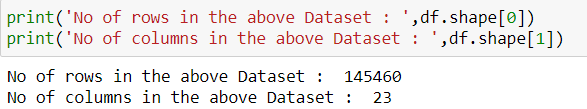 print('No of rows in the above Dataset : ',df.shape[0])
print('No of columns in the above Dataset : ',df.shape[1])
No of rows in the above Dataset :  145460
No of columns in the above Dataset :  23